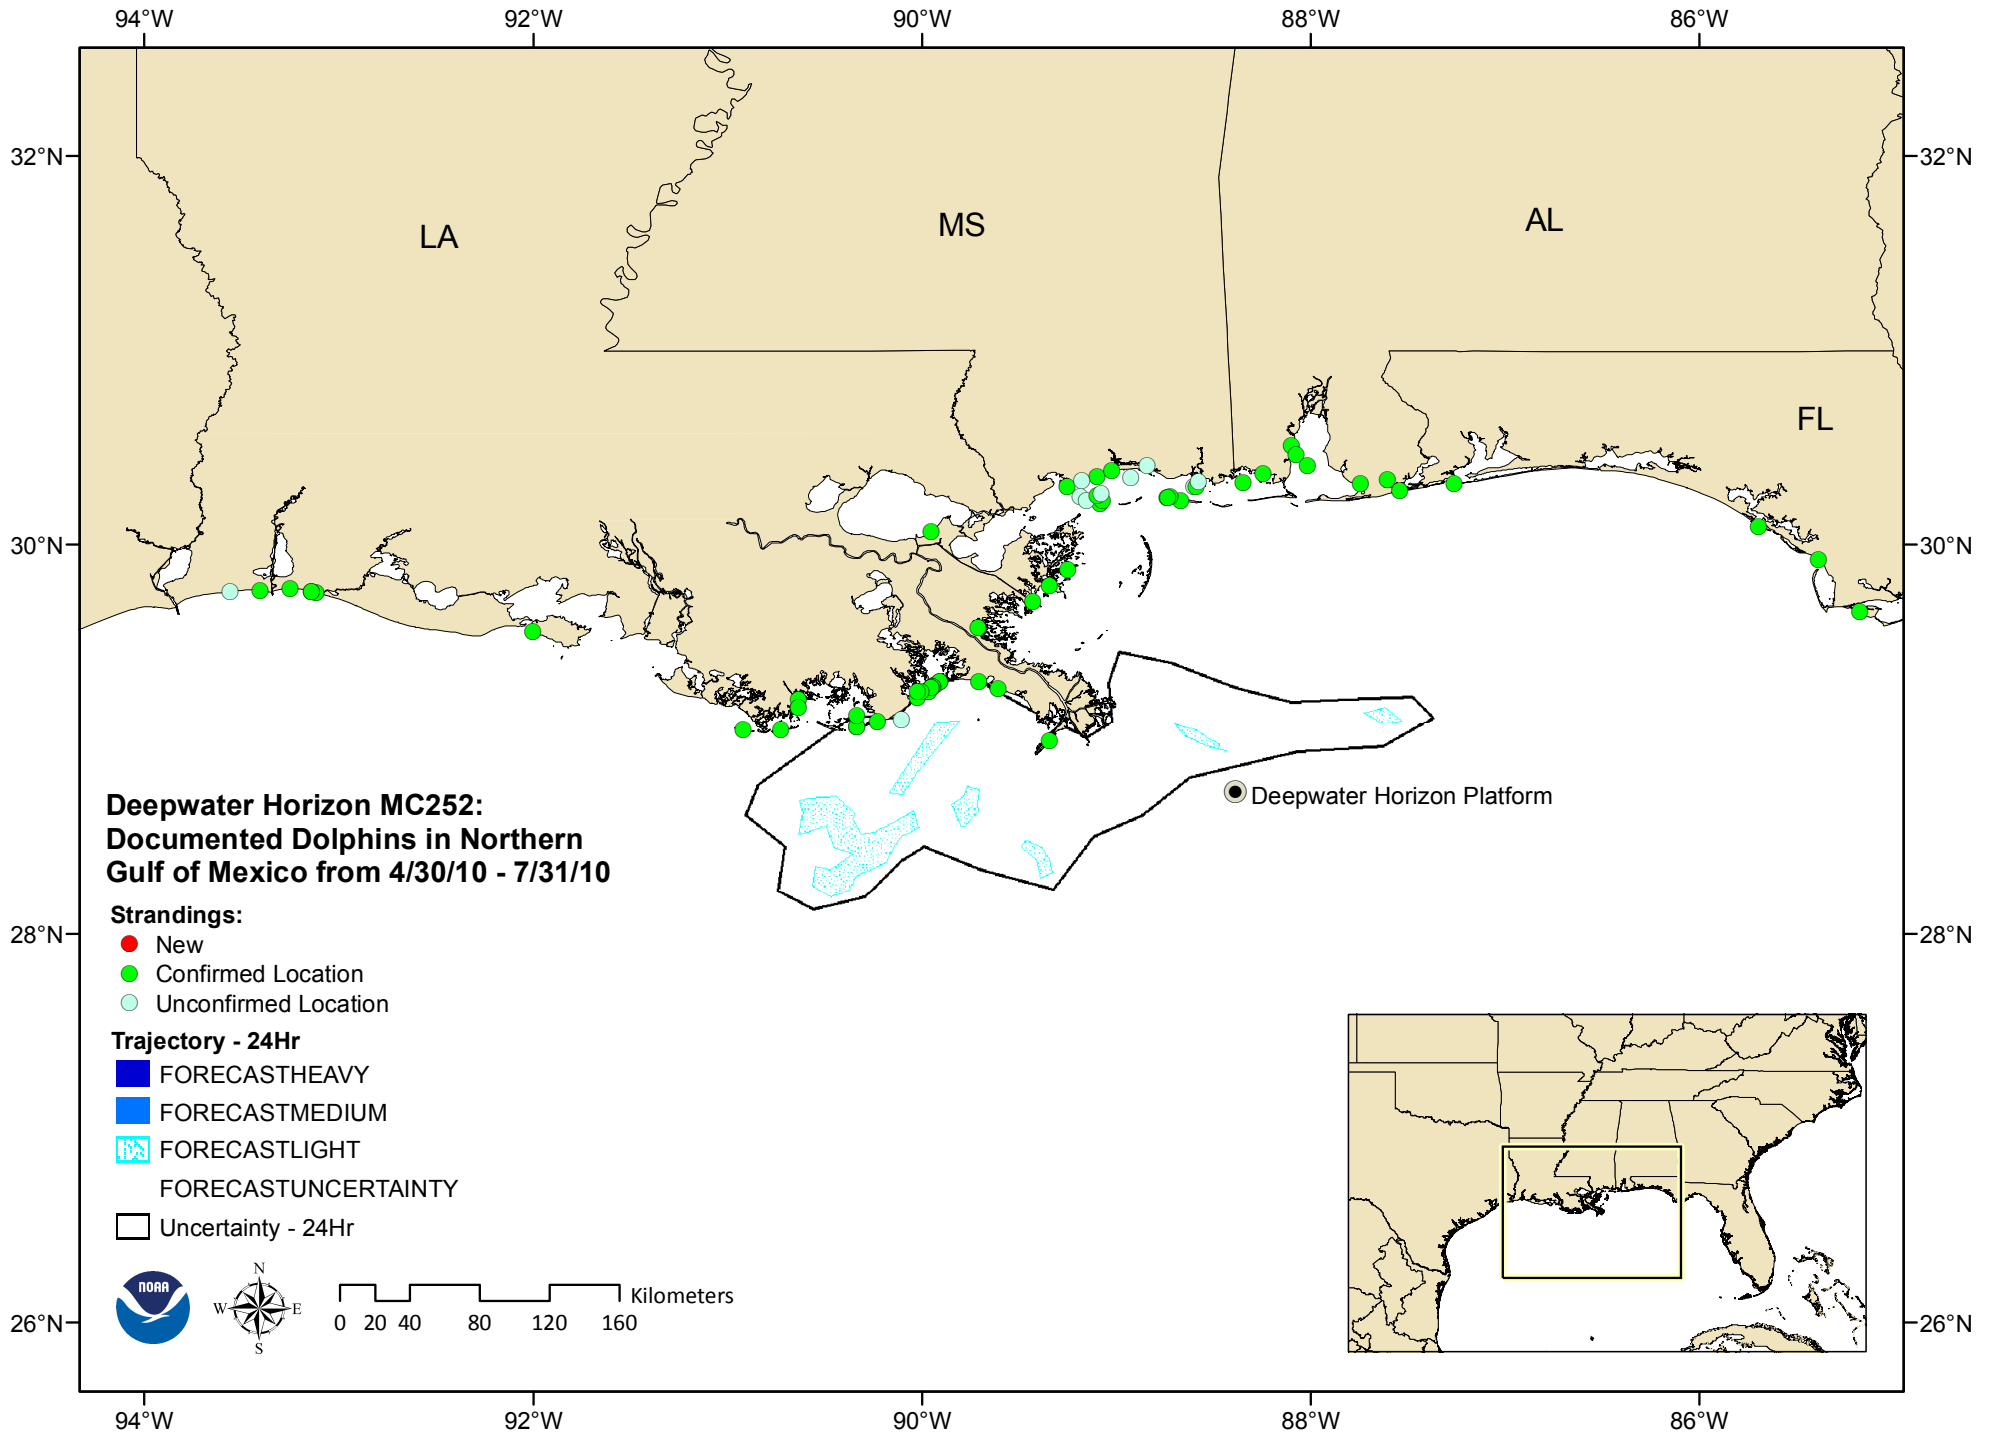 94°W 92°W 90°W 88°W 86°W
32°N 32°N
LA MS AL
FL
30°N 30°N
Deepwater Horizon Platform
Deepwater Horizon MC252:
Documented Dolphins in Northern
Gulf of Mexico from 4/30/10 - 7/31/10
Strandings:
28°N 28°N
New
Confirmed Location
Unconfirmed Location
Trajectory - 24Hr
FORECASTHEAVY
FORECASTMEDIUM
FORECASTLIGHT
FORECASTUNCERTAINTY
Uncertainty - 24Hr
NOAA
N
W E
S
Kilometers
0 20 40 80 120 160
26°N 26°N
94°W 92°W 90°W 88°W 86°W